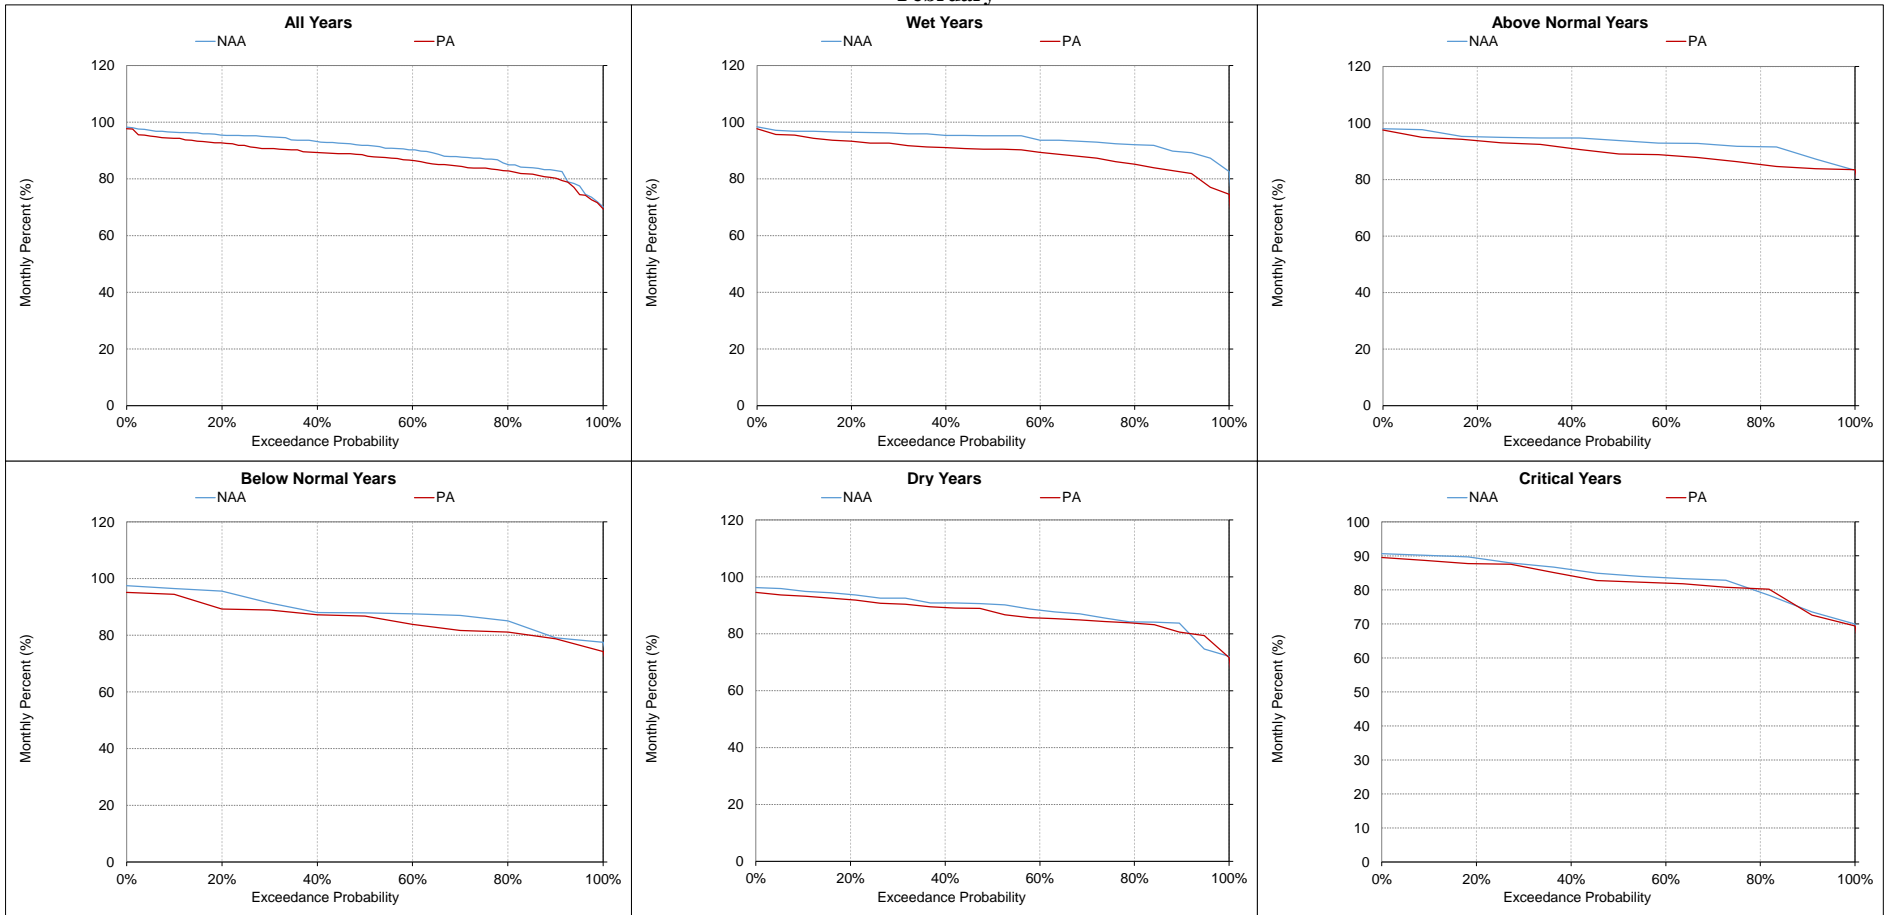 February
All Years
NAA PA
120
100
80
60
40
20
0
0% 20% 40% 60% 80% 100%
Exceedance Probability
Monthly Percent (%)
Wet Years
NAA PA
120
100
80
60
40
20
0
0% 20% 40% 60% 80% 100%
Exceedance Probability
Monthly Percent (%)
Above Normal Years
NAA PA
120
100
80
60
40
20
0
0% 20% 40% 60% 80% 100%
Exceedance Probability
Monthly Percent (%)
Below Normal Years
NAA PA
120
100
80
60
40
20
0
0% 20% 40% 60% 80% 100%
Exceedance Probability
Monthly Percent (%)
Dry Years
NAA PA
120
100
80
60
40
20
0
0% 20% 40% 60% 80% 100%
Exceedance Probability
Monthly Percent (%)
Critical Years
NAA PA
100
90
80
70
60
50
40
30
20
10
0
0% 20% 40% 60% 80% 100%
Exceedance Probability
Monthly Percent (%)